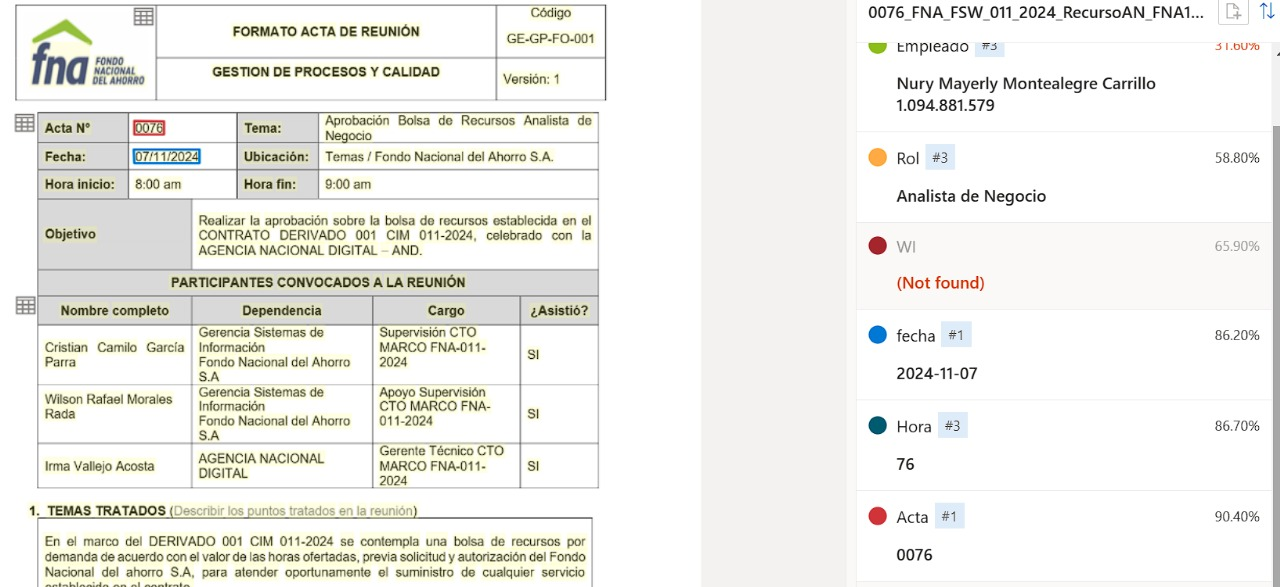 fna FONDO
NACIONAL
DEL AHORRO
FORMATO ACTA DE REUNIÓN
GESTION DE PROCESOS Y CALIDAD
Código
GE-GP-FO-001
Versión: 1
Acta Nº 0076 Tema: Aprobación Bolsa de Recursos Analista de
Negocio
Fecha: 07/11/2024 Ubicación: Temas / Fondo Nacional del Ahorro S.A.
Hora inicio: 8:00 am Hora fin: 9:00 am
Objetivo
Realizar la aprobación sobre la bolsa de recursos establecida en el
CONTRATO DERIVADO 001 CIM 011-2024, celebrado con la
AGENCIA NACIONAL DIGITAL – AND.
PARTICIPANTES CONVOCADOS A LA REUNIÓN
Nombre completo Dependencia Cargo ¿Asistió?
Cristian Camilo García
Parra
Gerencia Sistemas de
Información
Fondo Nacional del Ahorro
S.A
Supervisión CTO
MARCO FNA-011-
2024
SI
Wilson Rafael Morales
Rada
Gerencia Sistemas de
Información
Fondo Nacional del Ahorro
S.A
Apoyo Supervisión
CTO MARCO FNA-
011-2024
SI
Irma Vallejo Acosta
AGENCIA NACIONAL
DIGITAL
Gerente Técnico CTO
MARCO FNA-011-
2024
SI
1. TEMAS TRATADOS (Describir los puntos tratados en la reunión)
En el marco del DERIVADO 001 CIM 011-2024 se contempla una bolsa de recursos por
demanda de acuerdo con el valor de las horas ofertadas, previa solicitud y autorización del Fondo
Nacional del ahorro S.A, para atender oportunamente el suministro de cualquier servicio
establecido en el contrato
0076_FNA_FSW_011_2024_RecursoAN_FNA1...
Empleado #3 31.60%
Nury Mayerly Montealegre Carrillo
1.094.881.579
Rol #3 58.80%
Analista de Negocio
WI 65.90%
(Not found)
fecha #1 86.20%
2024-11-07
Hora #3 86.70%
76
Acta #1 90.40%
0076